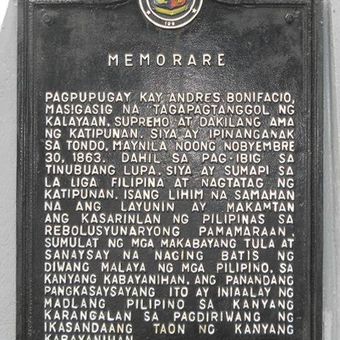 MEMORARE
PAGPUPUGAY KAY ANDRES BONIFACIO,
MASIGASIG NA TAGAPAGTANGGOL NG
KALAYAAN, SUPREMO AT DAKILANG AMA
NG KATIPUNAN. SIYA AY IPINANGANAK
SA TONDO, MAYNILA NOONG NOBYEMBRE
30, 1863. DAHIL SA PAG-IBIG SA
TINUBUANG LUPA, SIYA AY SUMAPI SA
LA LIGA FILIPINA AT NAGTATAG NG
KATIPUNAN, ISANG LIHIM NA SAMAHAN
NA ANG LAYUNIN AY MAKAMTAN
ANG KASARINLAN NG PILIPINAS SA
REBOLUSYUNARYONG PAMAMARAAN.
SUMULAT NG MGA MAKABAYANG TULA AT
SANAYSAY NA NAGING BATIS NG
DIWANG MALAYA NG MGA PILIPINO. SA
KANYANG KABAYANIHAN, ANG PANANDANG
PANGKASAYSAYANG ITO AY INIAALAY NG
MADLANG PILIPINO SA KANYANG
KARANGALAN SA PAGDIRIWANG NG
IKASANDAANG TAON NG KANYANG
KABAYANIHAN